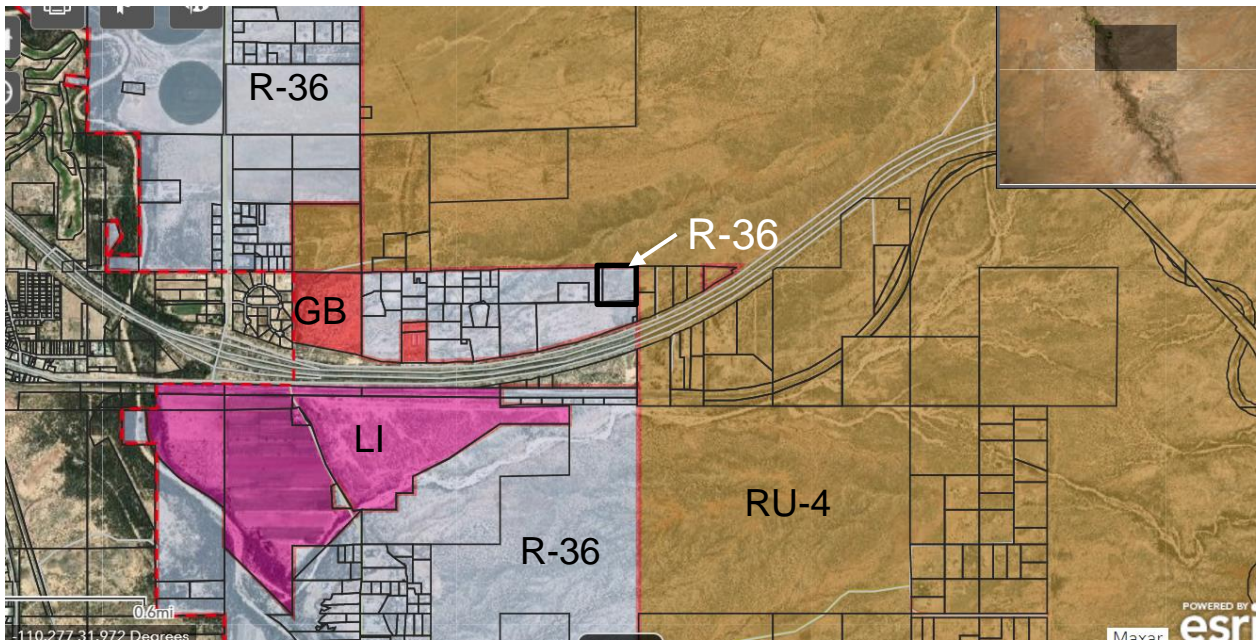 R-36
R-36
GB
LI
RU-4
R-36
0.6mi
-110.277 31.972 Degrees
POWERED BY
esri
Maxar